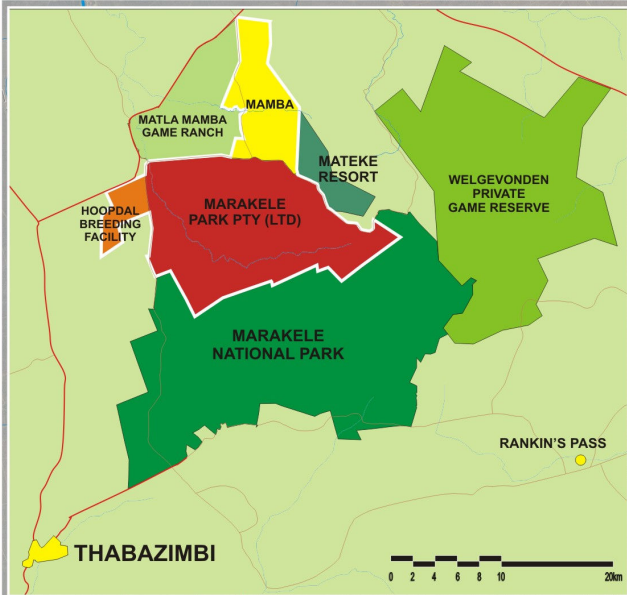 MAMBA
MATLA MAMBA
GAME RANCH
MATEKE
RESORT
WELGEVONDEN
PRIVATE
GAME RESERVE
HOOPDAL
BREEDING
FACILITY
MARAKELE
PARK PTY (LTD)
MARAKELE
NATIONAL PARK
RANKIN'S PASS
THABAZIMBI
0 2 4 6 8 10 20km